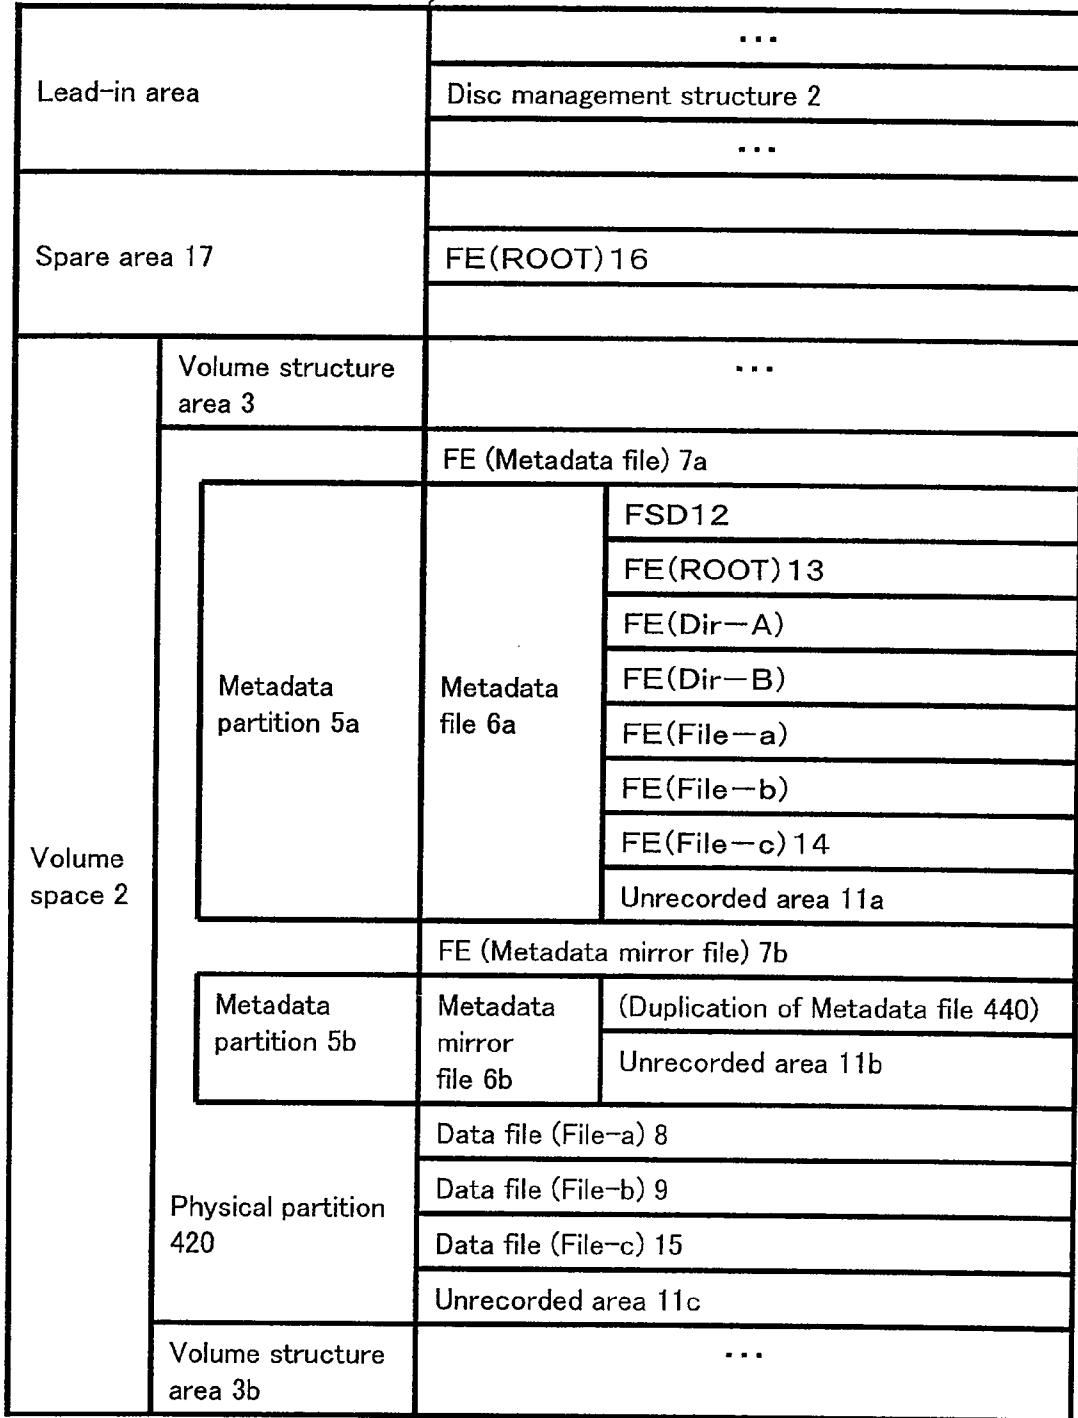 ...
Lead-in area
Disc management structure 2
...
Spare area 17
FE(ROOT)16
Volume structure
area 3
...
FE (Metadata file) 7a
FSD12
FE(ROOT)13
FE(Dir-A)
FE(Dir-B)
Metadata
partition 5a
Metadata
file 6a
FE(File-a)
FE(File-b)
FE(File-c)14
Volume
space 2
Unrecorded area 11a
FE (Metadata mirror file) 7b
Metadata
partition 5b
Metadata
mirror
file 6b
(Duplication of Metadata file 440)
Unrecorded area 11b
Data file (File-a) 8
Data file (File-b) 9
Physical partition
420
Data file (File-c) 15
Unrecorded area 11c
Volume structure
area 3b
...